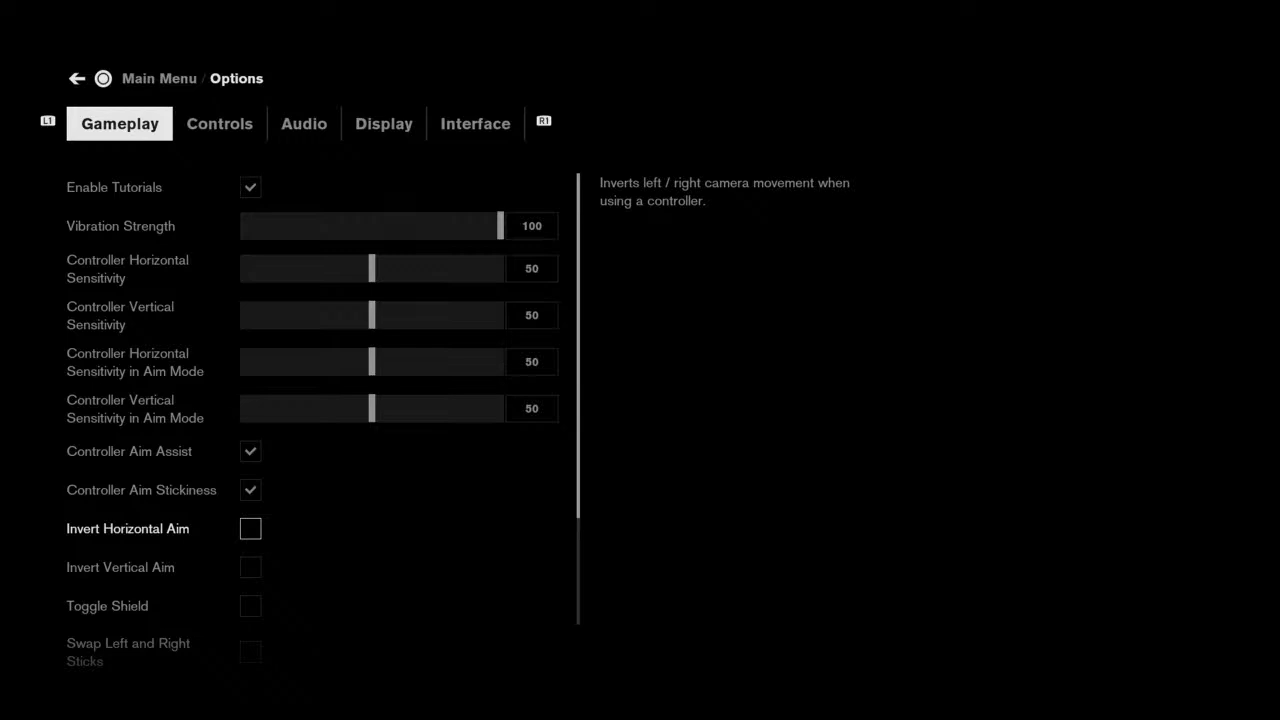 Main Menu / Options
L1 Gameplay Controls Audio Display Interface R1
Enable Tutorials
Inverts left / right camera movement when
using a controller.
Vibration Strength 100
Controller Horizontal
Sensitivity
50
Controller Vertical
Sensitivity
50
Controller Horizontal
Sensitivity in Aim Mode
50
Controller Vertical
Sensitivity in Aim Mode
50
Controller Aim Assist
Controller Aim Stickiness
Invert Horizontal Aim
Invert Vertical Aim
Toggle Shield
Swap Left and Right
Sticks